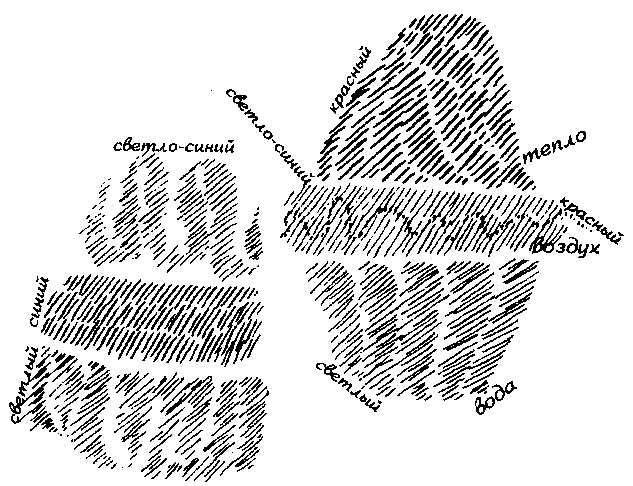 светло-синий
синий
светлый
светло-синий
красный
тепло
красный
воздух
светлый
вода